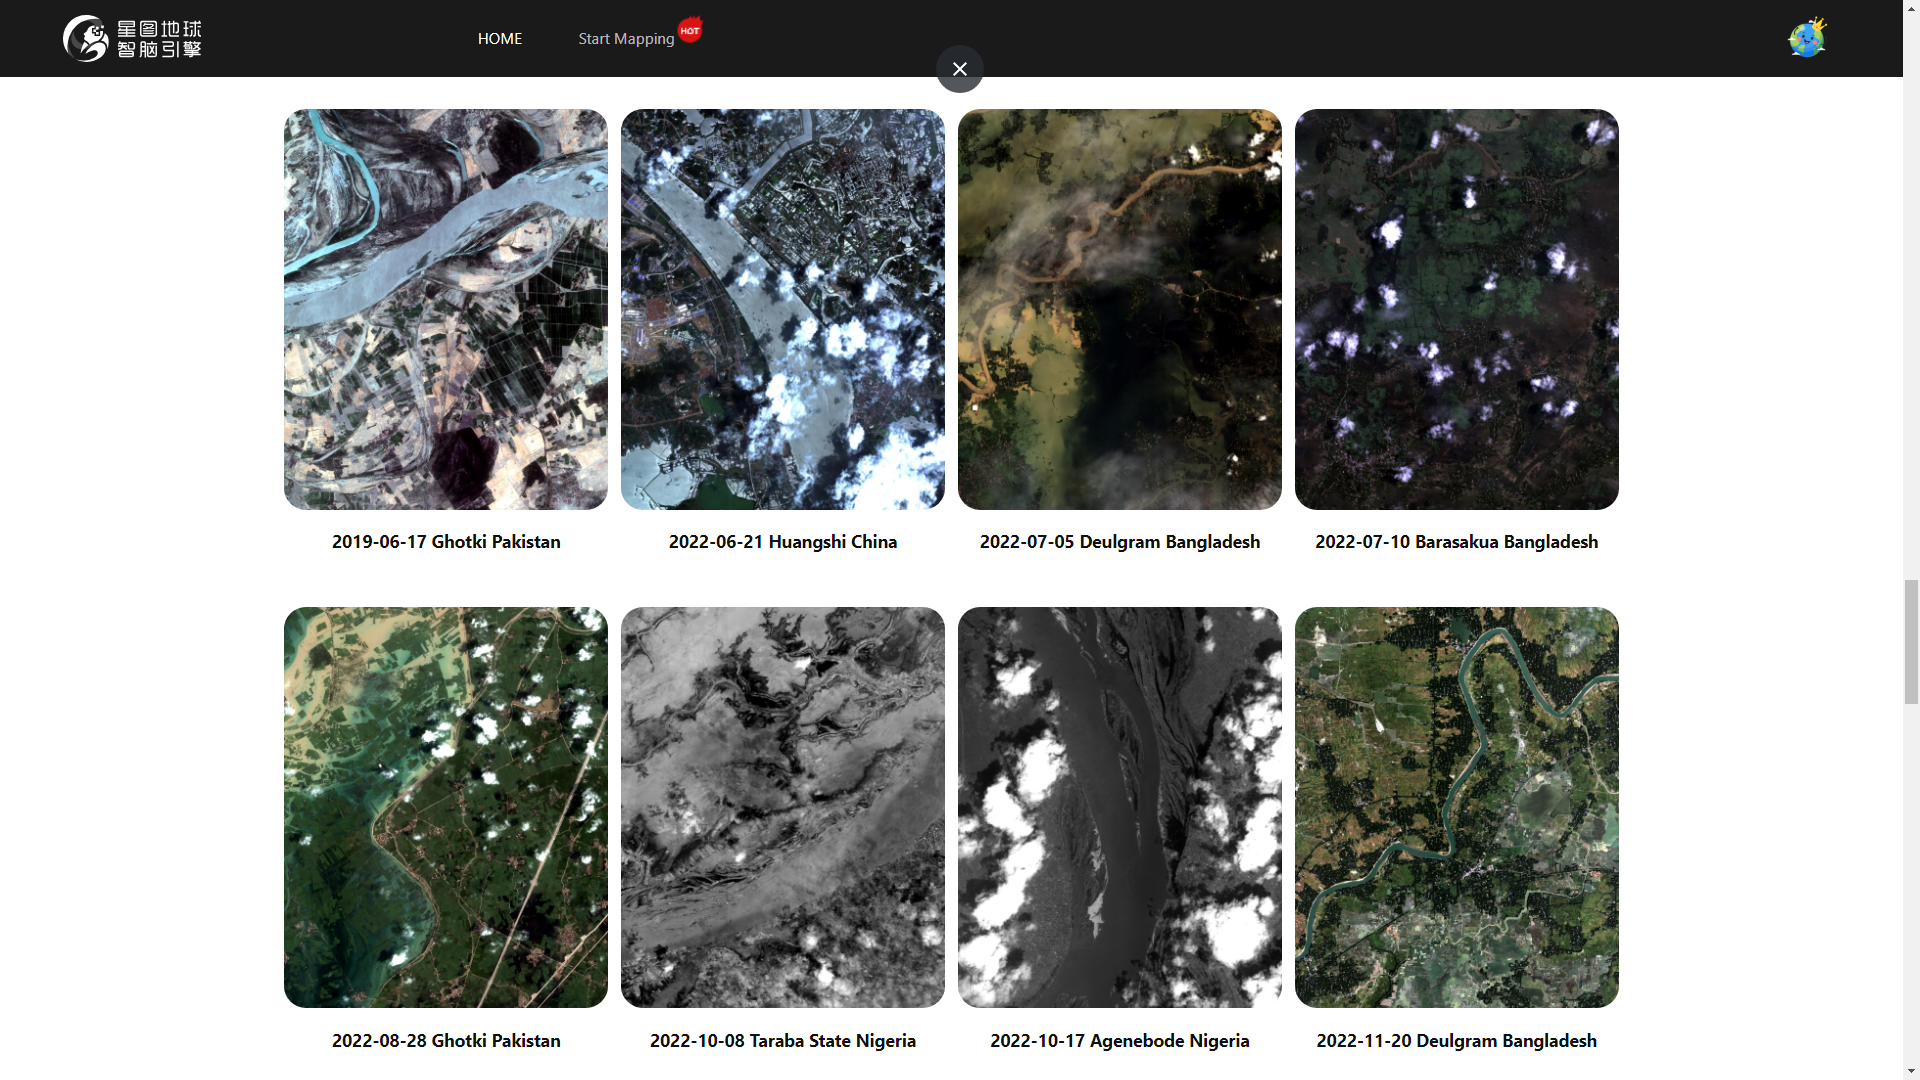 星图地球
智脑引擎
HOME
Start Mapping
HOT
2019-06-17 Ghotki Pakistan
2022-06-21 Huangshi China
2022-07-05 Deulgram Bangladesh
2022-07-10 Barasakua Bangladesh
2022-08-28 Ghotki Pakistan
2022-10-08 Taraba State Nigeria
2022-10-17 Agenebode Nigeria
2022-11-20 Deulgram Bangladesh